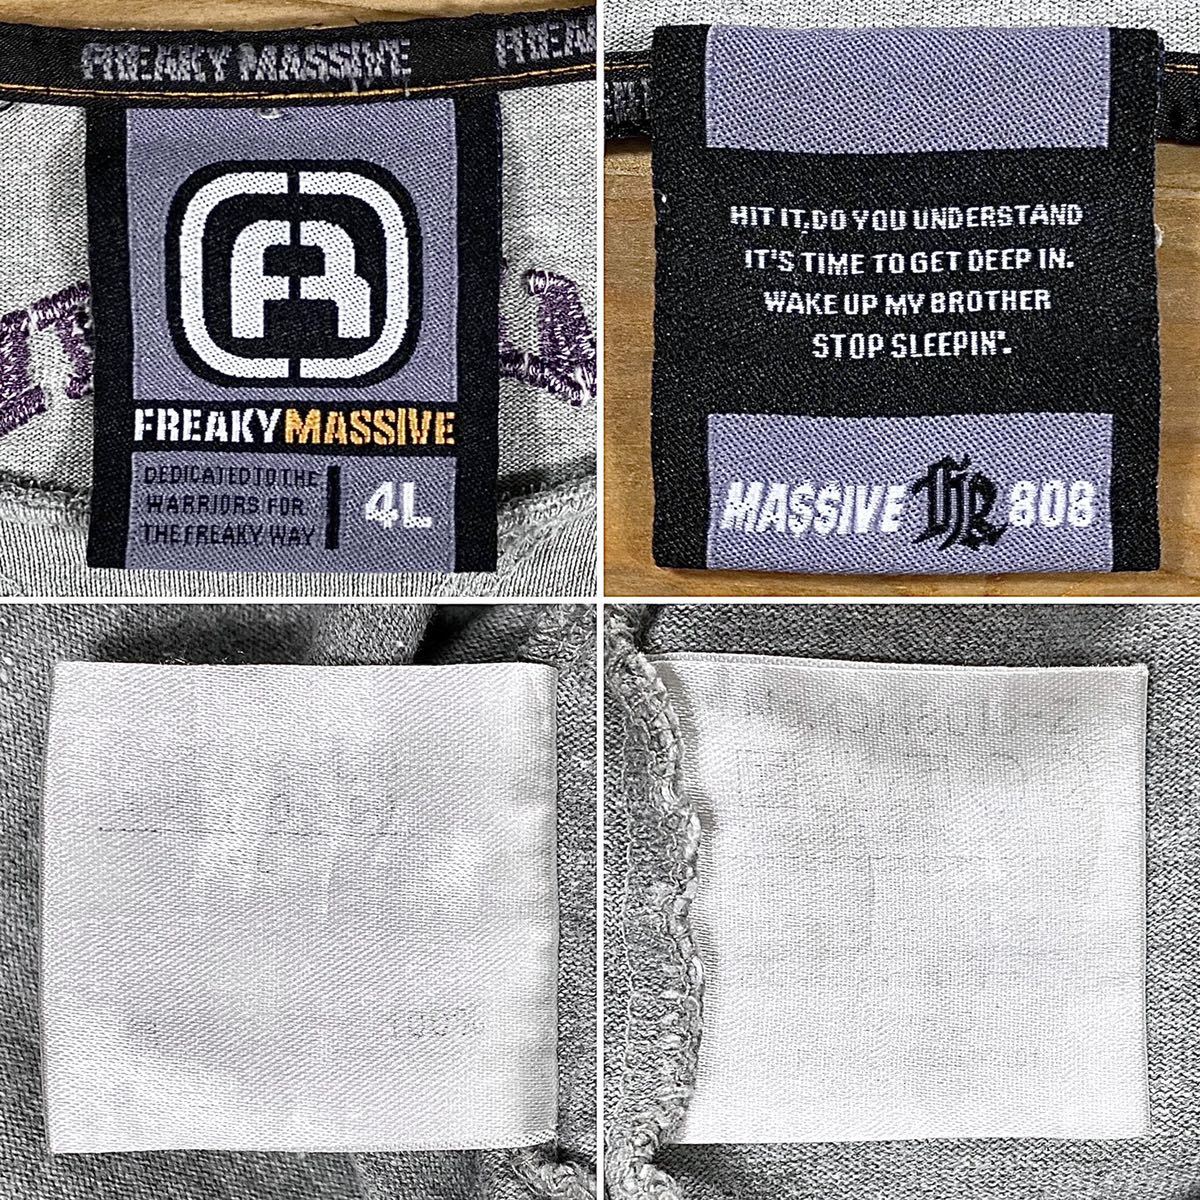 FREAKY MASSIVE FREA
FREAKYMASSIVE
DEDICATED TO THE
WARRIORS FOR
THE FREAKY WAY
4L
HIT IT,DO YOU UNDERSTAND
IT'S TIME TO GET DEEP IN.
WAKE UP MY BROTHER
STOP SLEEPIN'.
MASSIVE 808